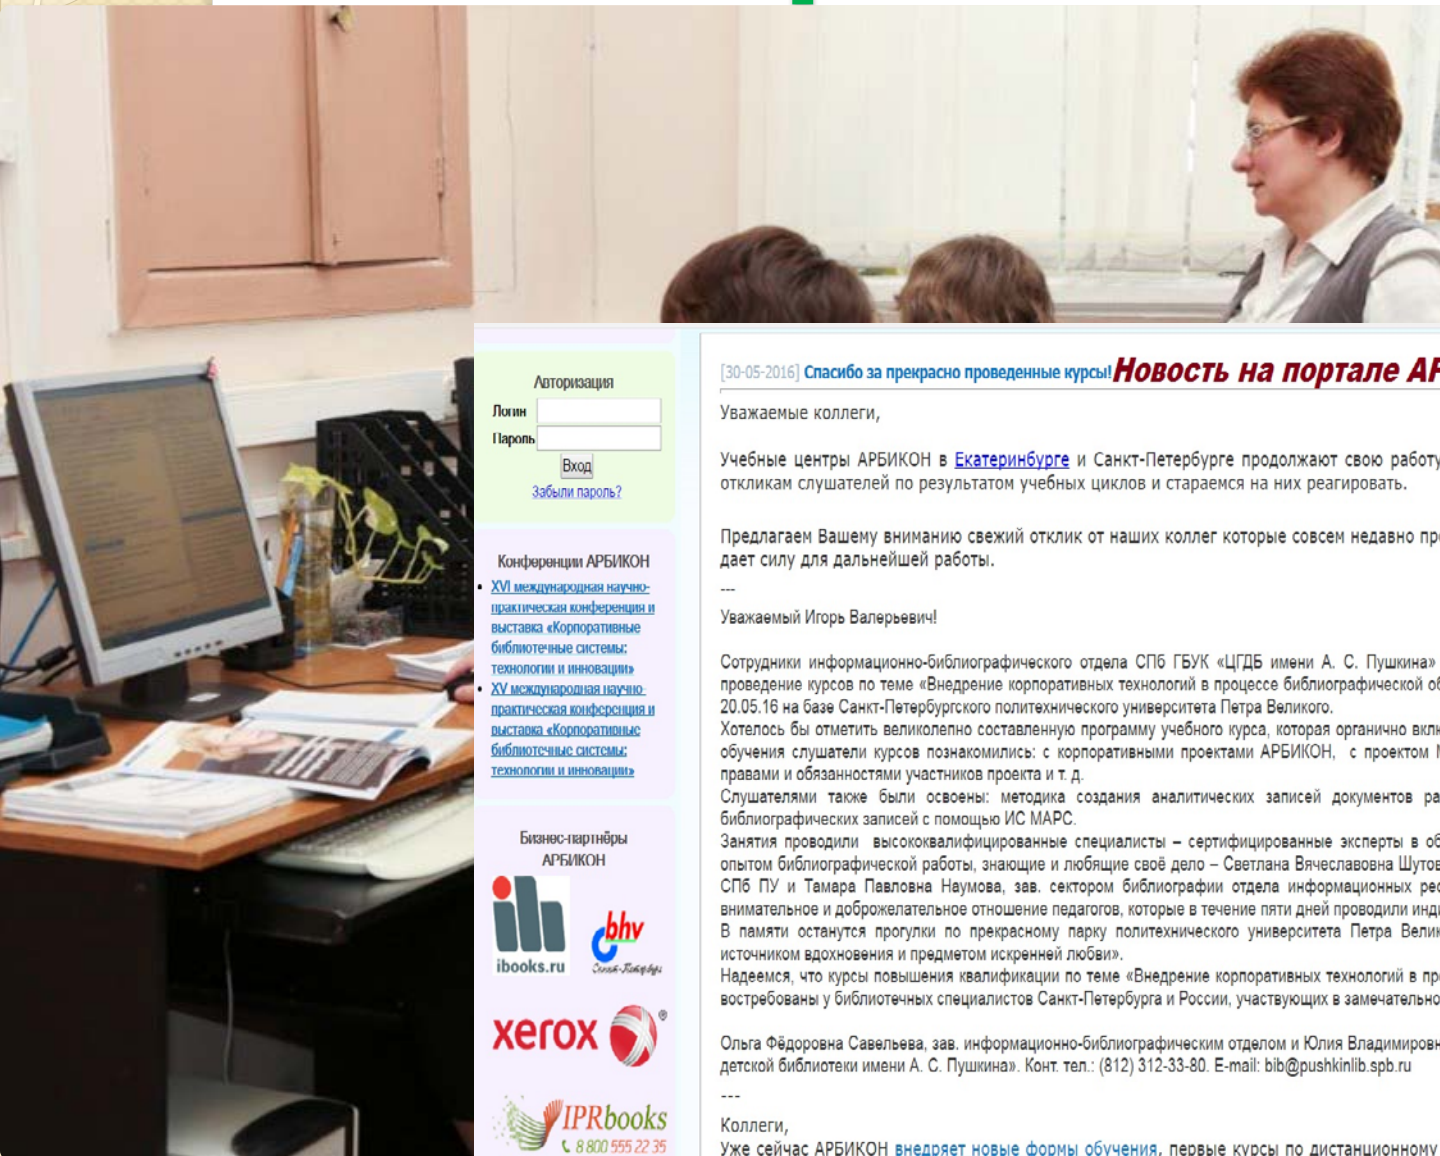 Авторизация
Логин
Пароль
Вход
Забыли пароль?
Конференции АРБИКОН
XVI международная научно-
практическая конференция и
выставка «Корпоративные
библиотечные системы:
технологии и инновации»
XV международная научно-
практическая конференция и
выставка «Корпоративные
библиотечные системы:
технологии и инновации»
Бизнес-партнёры
АРБИКОН
ibooks.ru
bhv
Санкт-Петербург
xerox
IPRbooks
8 800 555 22 35
[30-05-2016] Спасибо за прекрасно проведенные курсы! Новость на портале АР
Уважаемые коллеги,
Учебные центры АРБИКОН в Екатеринбурге и Санкт-Петербурге продолжают свою работу
откликам слушателей по результатом учебных циклов и стараемся на них реагировать.
Предлагаем Вашему вниманию свежий отклик от наших коллег которые совсем недавно пр
дает силу для дальнейшей работы.
---
Уважаемый Игорь Валерьевич!
Сотрудники информационно-библиографического отдела СПб ГБУК «ЦГДБ имени А. С. Пушкина»
проведение курсов по теме «Внедрение корпоративных технологий в процессе библиографической об
20.05.16 на базе Санкт-Петербургского политехнического университета Петра Великого.
Хотелось бы отметить великолепно составленную программу учебного курса, которая органично вкл
обучения слушатели курсов познакомились: с корпоративными проектами АРБИКОН, с проектом М
правами и обязанностями участников проекта и т. д.
Слушателями также были освоены: методика создания аналитических записей документов ра
библиографических записей с помощью ИС МАРС.
Занятия проводили высококвалифицированные специалисты – сертифицированные эксперты в об
опытом библиографической работы, знающие и любящие своё дело – Светлана Вячеславовна Шутов
СПб ПУ и Тамара Павловна Наумова, зав. сектором библиографии отдела информационных рес
внимательное и доброжелательное отношение педагогов, которые в течение пяти дней проводили инд
В памяти останутся прогулки по прекрасному парку политехнического университета Петра Велик
источником вдохновения и предметом искренней любви».
Надеемся, что курсы повышения квалификации по теме «Внедрение корпоративных технологий в пр
востребованы у библиотечных специалистов Санкт-Петербурга и России, участвующих в замечательно
Ольга Фёдоровна Савельева, зав. информационно-библиографическим отделом и Юлия Владимировн
детской библиотеки имени А. С. Пушкина». Конт. тел.: (812) 312-33-80. E-mail: bib@pushkinlib.spb.ru
---
Коллеги,
Уже сейчас АРБИКОН внедряет новые формы обучения, первые курсы по дистанционному